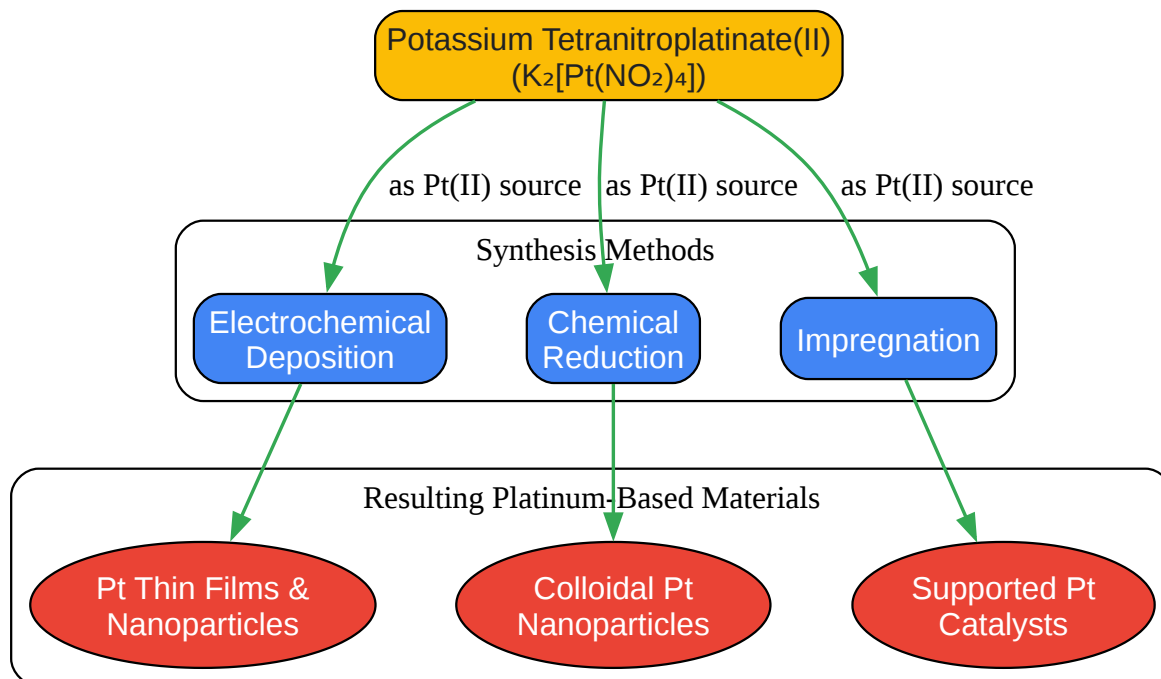 Potassium Tetranitroplatinate(II)
(K₂[Pt(NO₂)₄])
as Pt(II) source
as Pt(II) source
as Pt(II) source
Synthesis Methods
Electrochemical
Deposition
Chemical
Reduction
Impregnation
Resulting Platinum-Based Materials
Pt Thin Films &
Nanoparticles
Colloidal Pt
Nanoparticles
Supported Pt
Catalysts